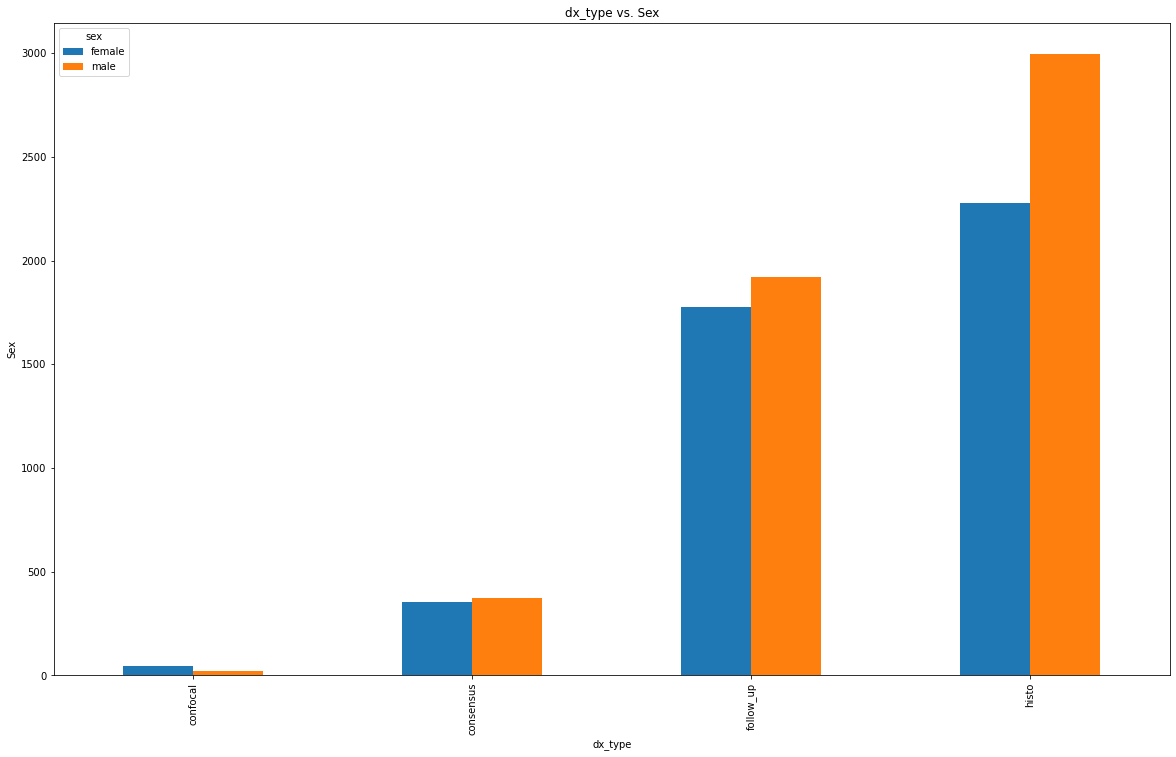 dx_type vs. Sex
sex
female
male
3000
2500
2000
1500
1000
500
0
Sex
confocal
consensus
follow_up
histo
dx_type